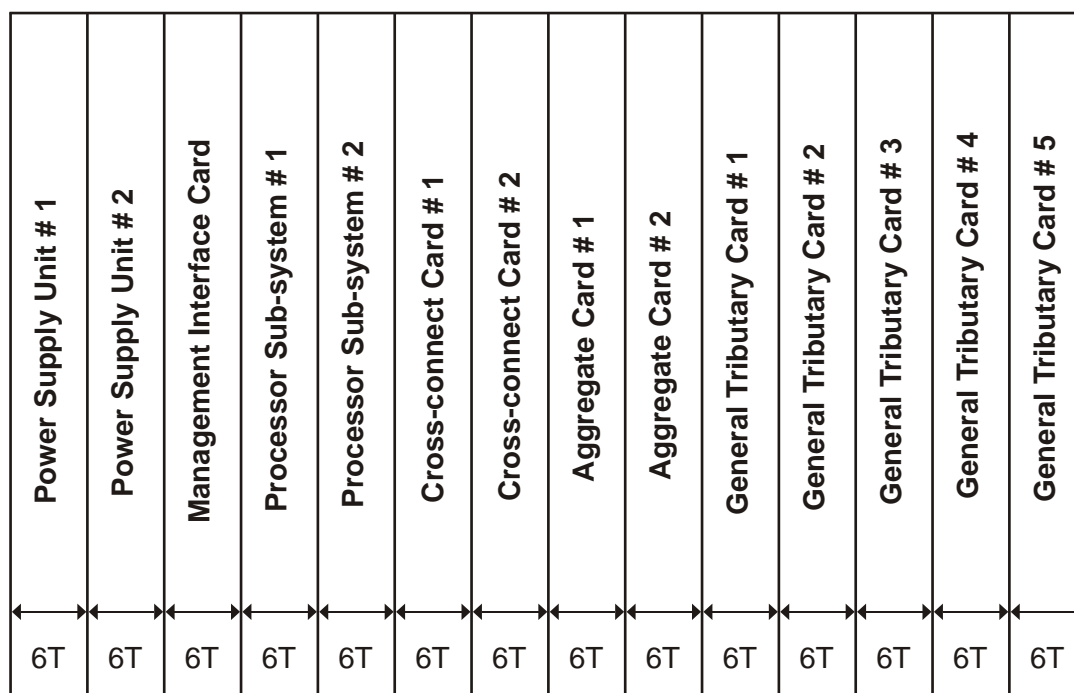 Power Supply Unit # 1
Power Supply Unit # 2
Management Interface Card
Processor Sub-system # 1
Processor Sub-system # 2
Cross-connect Card # 1
Cross-connect Card # 2
Aggregate Card # 1
Aggregate Card # 2
General Tributary Card # 1
General Tributary Card # 2
General Tributary Card # 3
General Tributary Card # 4
General Tributary Card # 5
6T 6T 6T 6T 6T 6T 6T 6T 6T 6T 6T 6T 6T 6T